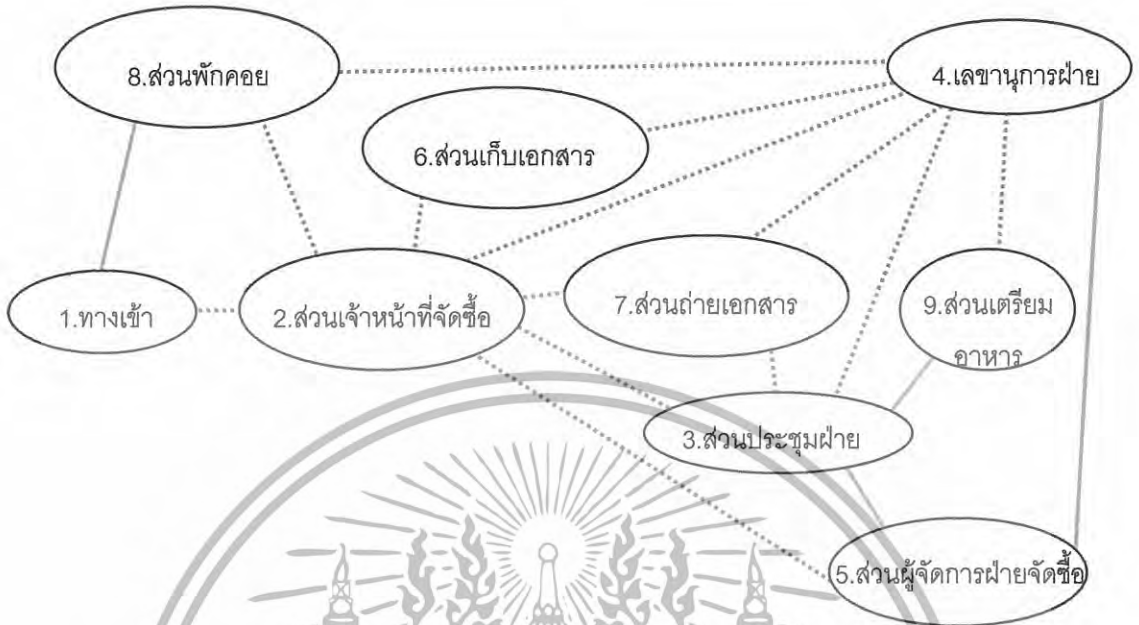 8.ส่วนพักคอย
4.เลขานุการฝ่าย
6.ส่วนเก็บเอกสาร
1.ทางเข้า
2.ส่วนเจ้าหน้าที่จัดซื้อ
7.ส่วนถ่ายเอกสาร
9.ส่วนเตรียม
อาหาร
3.ส่วนประชุมฝ่าย
5.ส่วนผู้จัดการฝ่ายจัดซื้อ